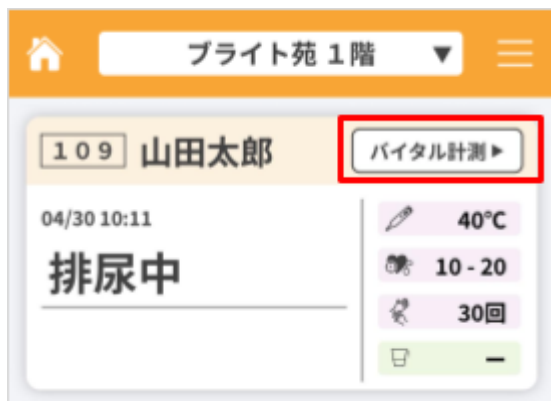 ブライト苑 1階 ▼
109 山田太郎 バイタル計測▶
04/30 10:11
排尿中
40℃
10 - 20
30回
ー